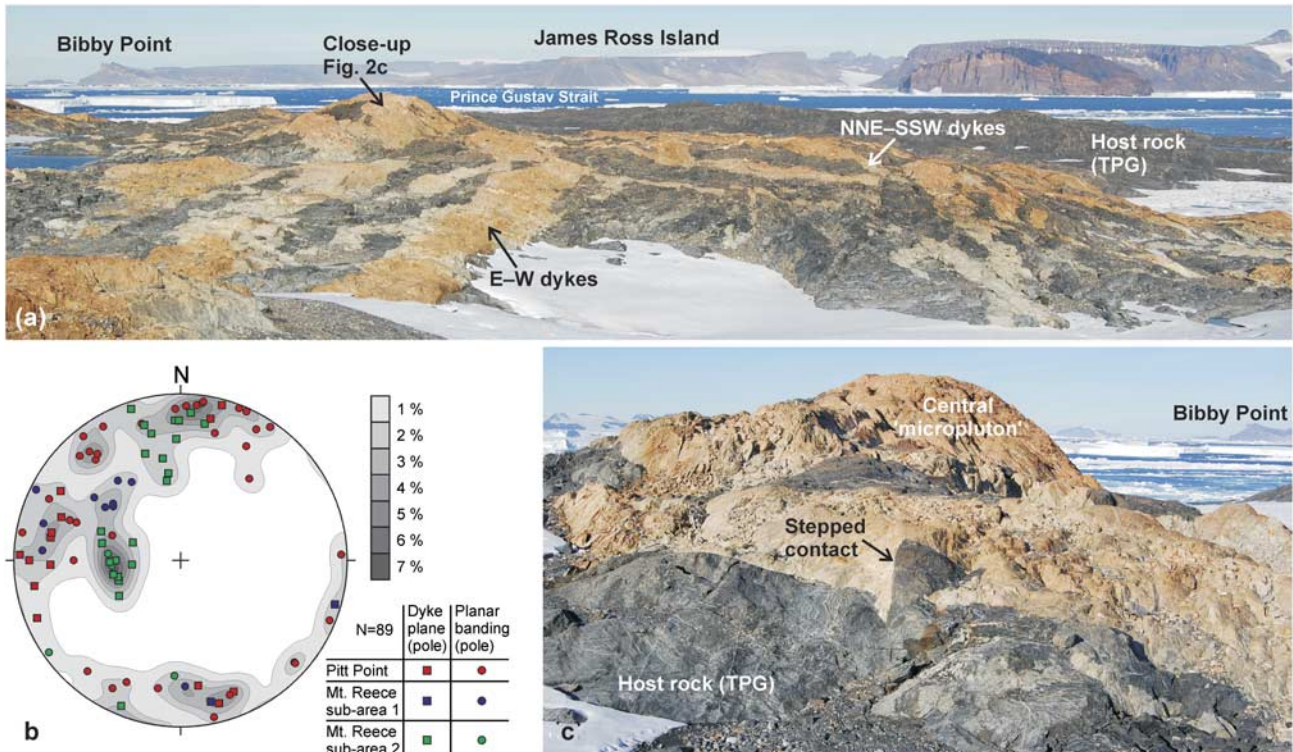 Bibby Point
Close-up
Fig. 2c
James Ross Island
Prince Gustav Strait
NNE–SSW dykes
Host rock
(TPG)
E–W dykes
(a)
N
1 %
2 %
3 %
4 %
5 %
6 %
7 %
N=89
Dyke
plane
(pole)
Planar
banding
(pole)
Pitt Point
Mt. Reece
sub-area 1
Mt. Reece
sub-area 2
b
Central
'micropluton'
Bibby Point
Stepped
contact
Host rock (TPG)
c